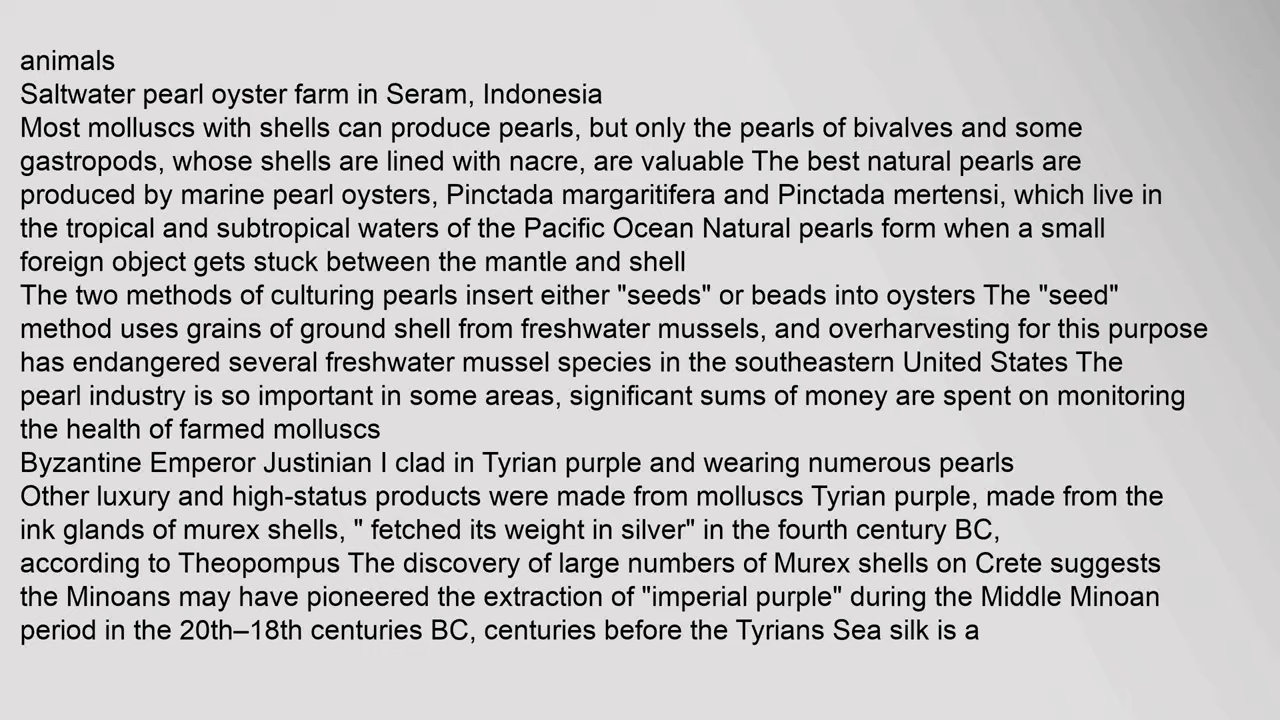 animals
Saltwater pearl oyster farm in Seram, Indonesia
Most molluscs with shells can produce pearls, but only the pearls of bivalves and some
gastropods, whose shells are lined with nacre, are valuable The best natural pearls are
produced by marine pearl oysters, Pinctada margaritifera and Pinctada mertensi, which live in
the tropical and subtropical waters of the Pacific Ocean Natural pearls form when a small
foreign object gets stuck between the mantle and shell
The two methods of culturing pearls insert either "seeds" or beads into oysters The "seed"
method uses grains of ground shell from freshwater mussels, and overharvesting for this purpose
has endangered several freshwater mussel species in the southeastern United States The
pearl industry is so important in some areas, significant sums of money are spent on monitoring
the health of farmed molluscs
Byzantine Emperor Justinian I clad in Tyrian purple and wearing numerous pearls
Other luxury and high-status products were made from molluscs Tyrian purple, made from the
ink glands of murex shells, " fetched its weight in silver" in the fourth century BC,
according to Theopompus The discovery of large numbers of Murex shells on Crete suggests
the Minoans may have pioneered the extraction of "imperial purple" during the Middle Minoan
period in the 20th–18th centuries BC, centuries before the Tyrians Sea silk is a